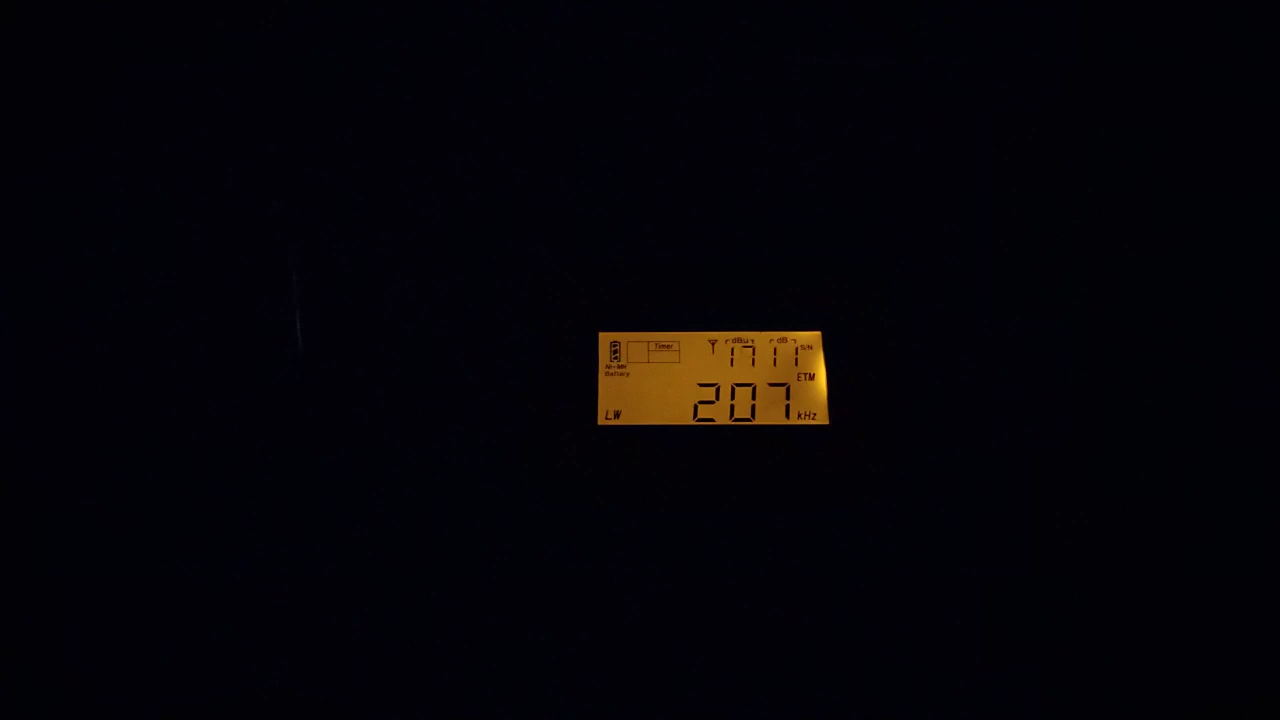 Timer dBµ dB
17 11 S/N
Ni-MH
Battery ETM
LW 207 kHz